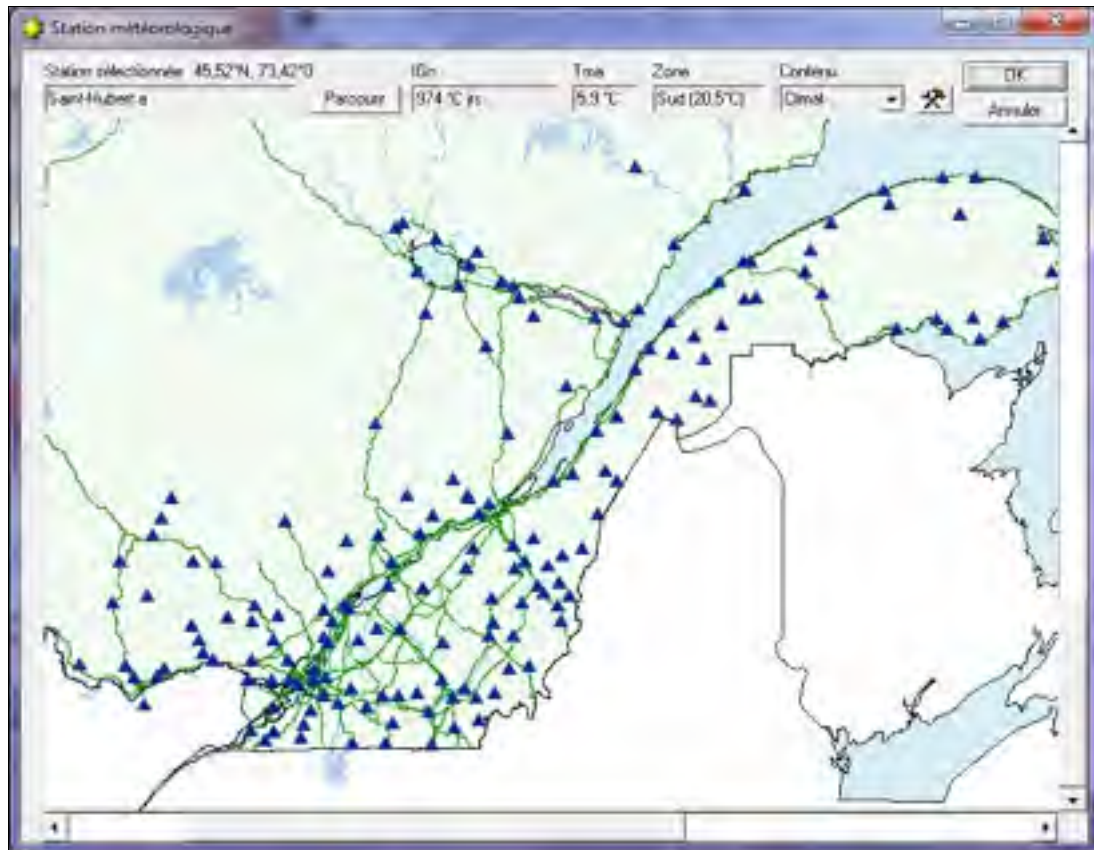 Station météorologique
Station sélectionnée 45,52°N, 73,42°O
IGn
Tma
Zone
Contenu
OK
Saint-Hubert a
Parcourir
974 °C jrs
5,9 °C
Sud (20,5°C)
Climat
Annuler